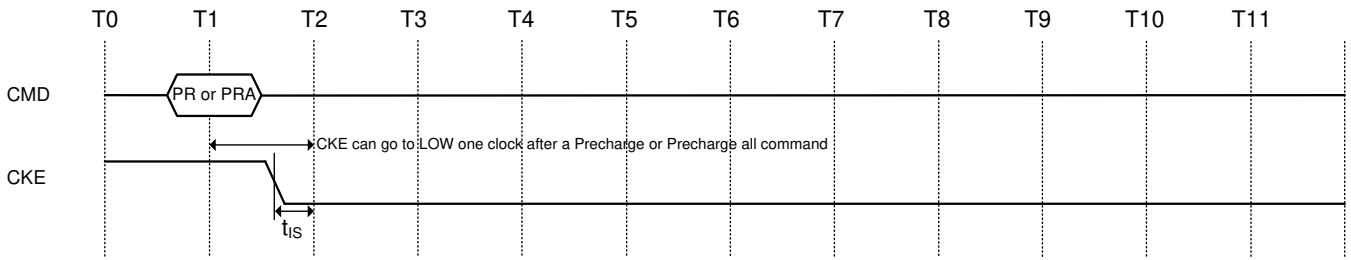 T0 T1 T2 T3 T4 T5 T6 T7 T8 T9 T10 T11
CMD PR or PRA
CKE can go to LOW one clock after a Precharge or Precharge all command
CKE
tIS